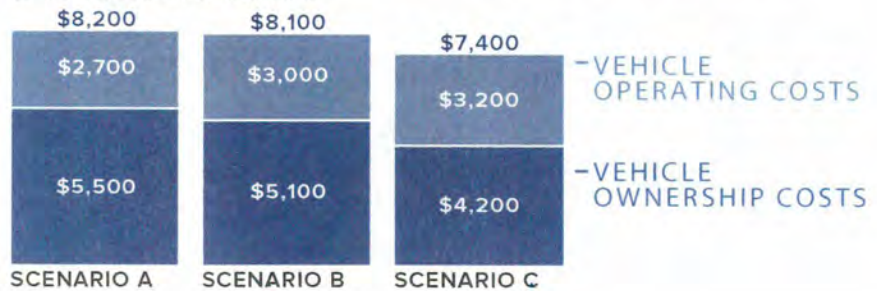 $8,200
$8,100
$7,400
$2,700
$3,000
$3,200
-VEHICLE
OPERATING COSTS
$5,500
$5,100
$4,200
-VEHICLE
OWNERSHIP COSTS
SCENARIO A
SCENARIO B
SCENARIO C